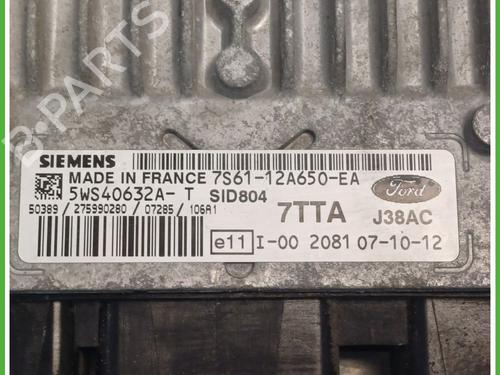 B-PARTS
SIEMENS
MADE IN FRANCE 7S61-12A650-EA
5WS40632A- T SID804
50389 / 275990280 / 07285 / 106A1
7TTA
Ford
J38AC
e11 I-00 2081 07-10-12